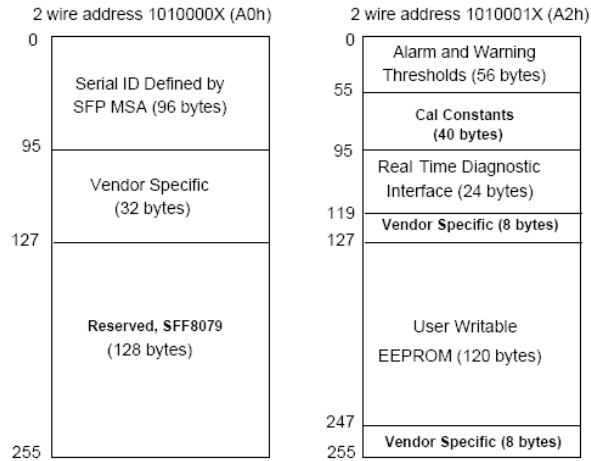 2 wire address 1010000X (A0h)
0
Serial ID Defined by
SFP MSA (96 bytes)
95
Vendor Specific
(32 bytes)
127
Reserved, SFF8079
(128 bytes)
255
2 wire address 1010001X (A2h)
0
Alarm and Warning
Thresholds (56 bytes)
55
Cal Constants
(40 bytes)
95
Real Time Diagnostic
Interface (24 bytes)
119
Vendor Specific (8 bytes)
127
User Writable
EEPROM (120 bytes)
247
Vendor Specific (8 bytes)
255